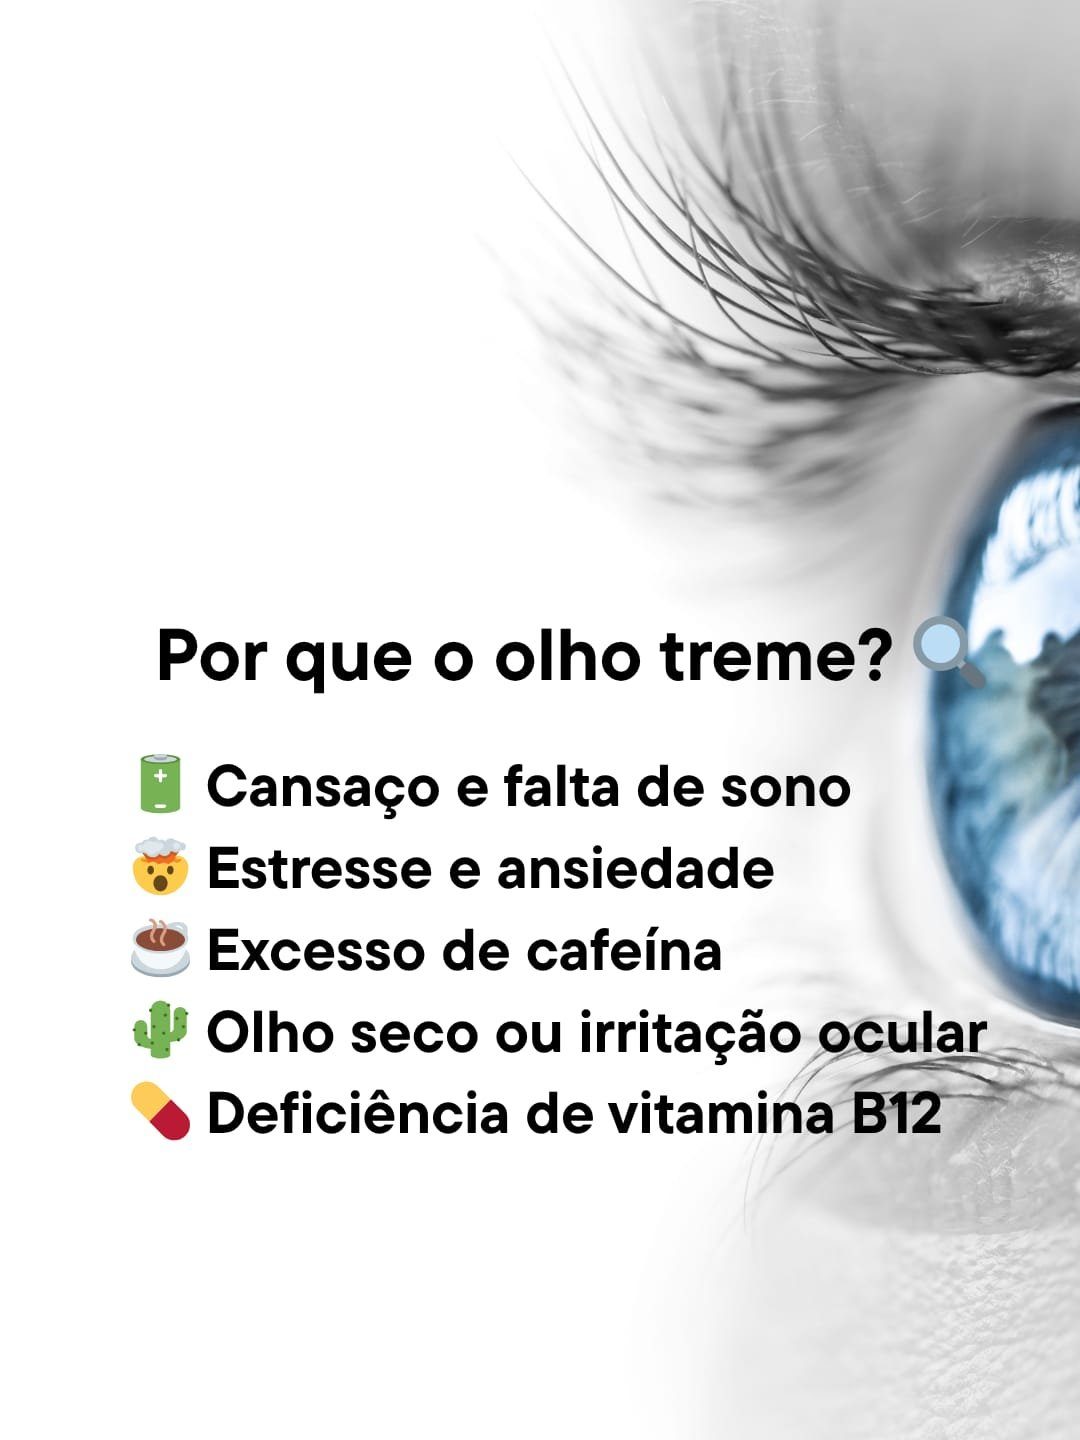 Por que o olho treme? 🔍
🔋 Cansaço e falta de sono
🤯 Estresse e ansiedade
☕ Excesso de cafeína
🌵 Olho seco ou irritação ocular
💊 Deficiência de vitamina B12